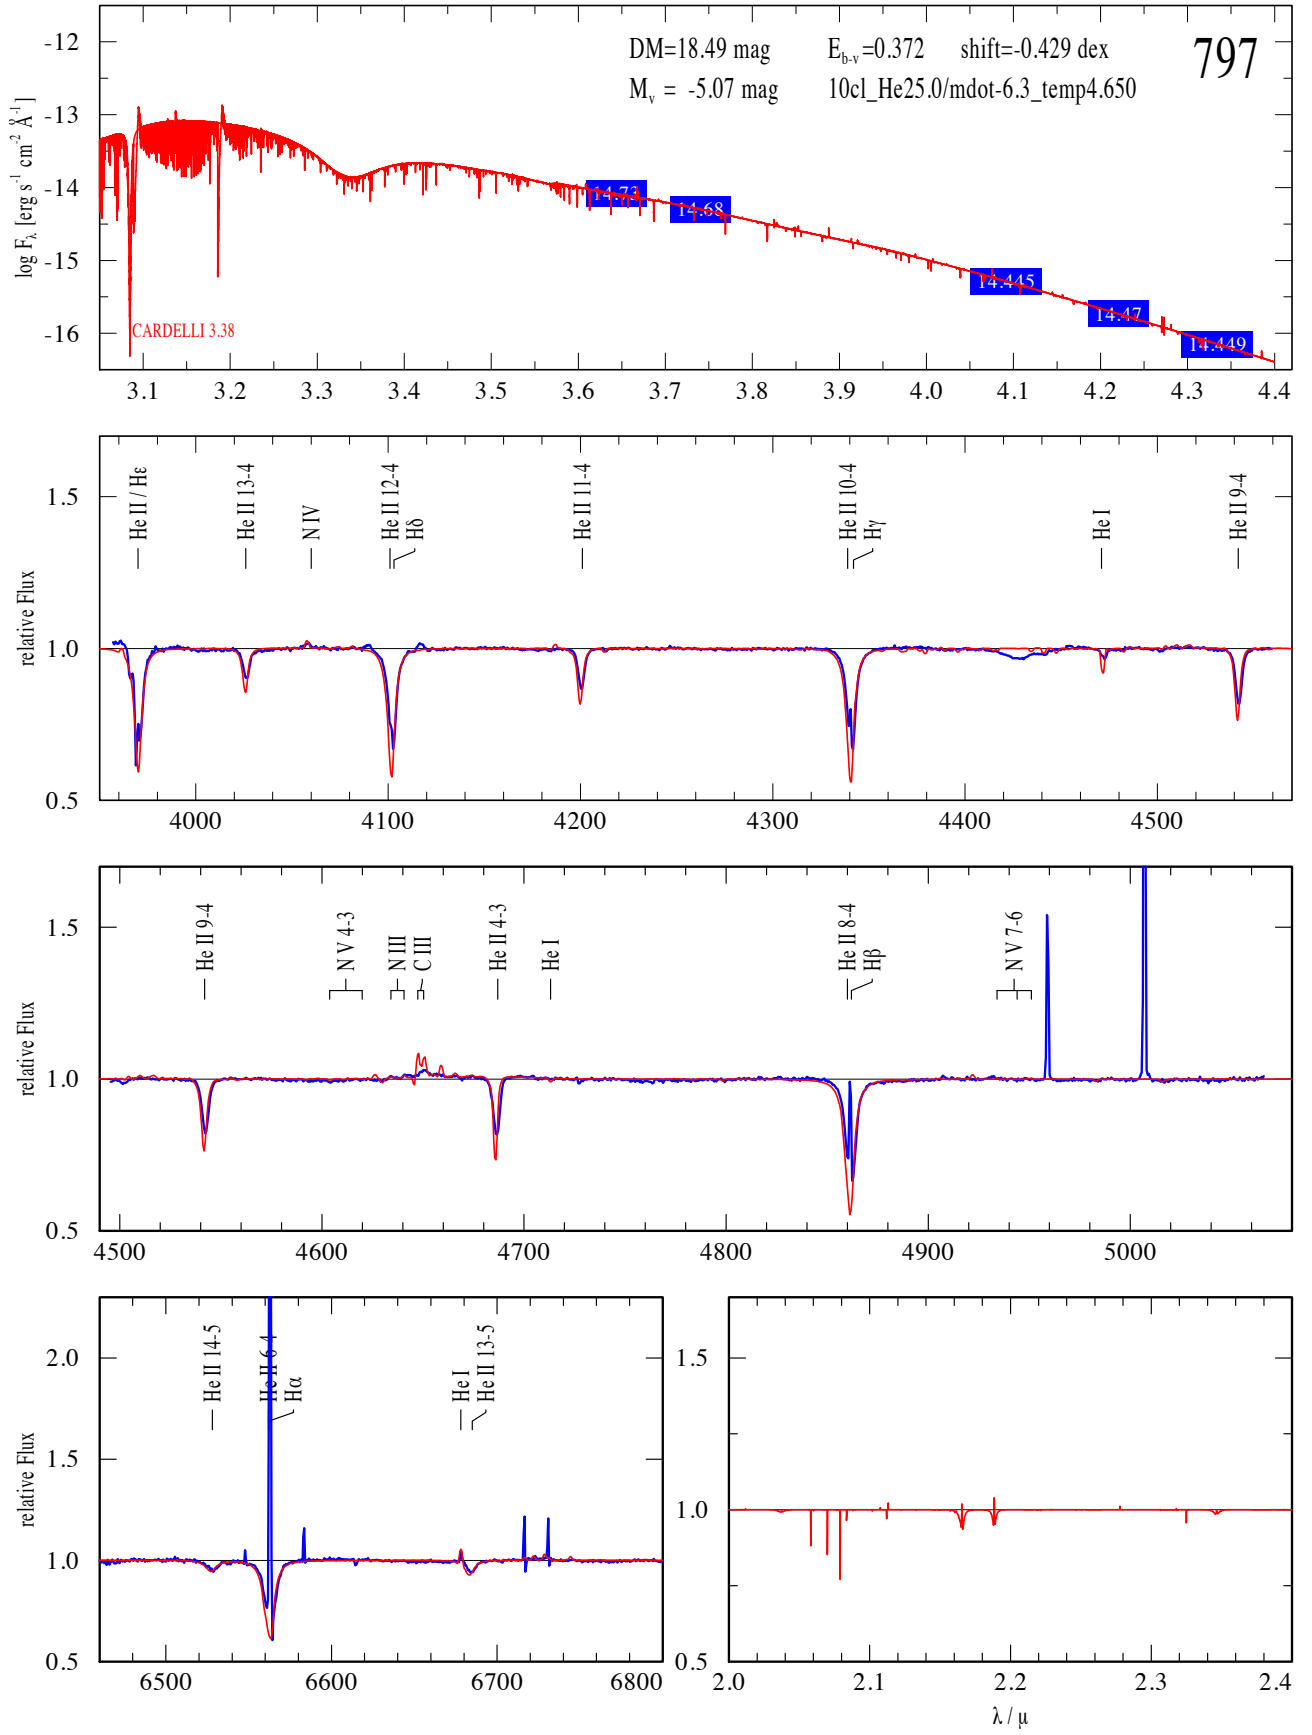 -12
-13
-14
-15
-16
log F_λ [erg s⁻¹ cm⁻² Å⁻¹]
DM=18.49 mag E_b-v=0.372 shift=-0.429 dex 797
M_v = -5.07 mag 10cl_He25.0/mdot-6.3_temp4.650
14.73 14.68 14.445 14.47 14.449
CARDELLI 3.38
3.1 3.2 3.3 3.4 3.5 3.6 3.7 3.8 3.9 4.0 4.1 4.2 4.3 4.4
1.5
1.0
0.5
relative Flux
He II / Hε
He II 13-4
N IV
He II 12-4
Hδ
He II 11-4
He II 10-4
Hγ
He I
He II 9-4
4000 4100 4200 4300 4400 4500
1.5
1.0
0.5
relative Flux
He II 9-4
N V 4-3
N III
C III
He II 4-3
He I
He II 8-4
Hβ
N V 7-6
4500 4600 4700 4800 4900 5000
2.0
1.5
1.0
0.5
relative Flux
He II 14-5
He II 6-4
Hα
He I
He II 13-5
6500 6600 6700 6800
1.5
1.0
0.5
2.0 2.1 2.2 2.3 2.4
λ / μ